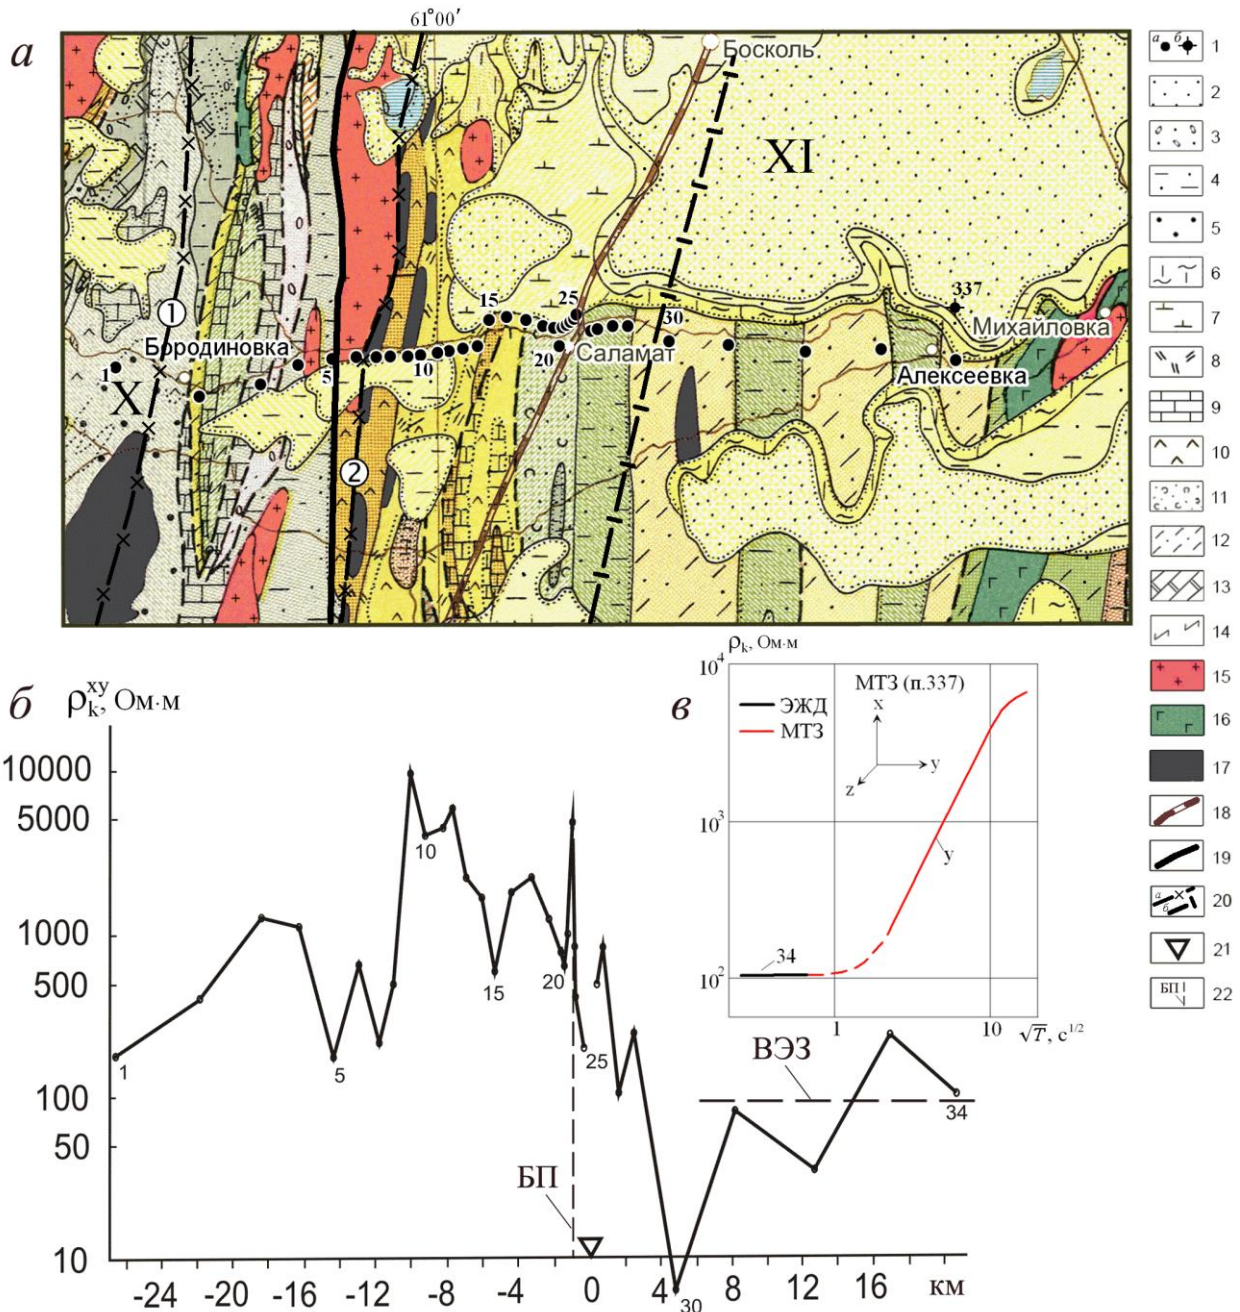 61°00′
а
Босколь
XI
337
Михайловка
15
25
30
Бородиновка
1
1
X
5
10
20
Саламат
Алексеевка
2
а б 1
2
3
4
5
6
7
8
9
10
11
12
13
14
15
16
17
18
19
а б 20
21
БП 22
б
ρₖˣʸ, Ом·м
10000
5000
1000
500
100
50
10
-24 -20 -16 -12 -8 -4 0 4 8 12 16 км
1
5
10
15
20
25
30
34
БП
ВЭЗ
в
ρₖ, Ом·м
10⁴
10³
10²
МТЗ (п.337)
ЭЖД
МТЗ
x
y
z
y
34
1 10 √T, с¹ᐟ²